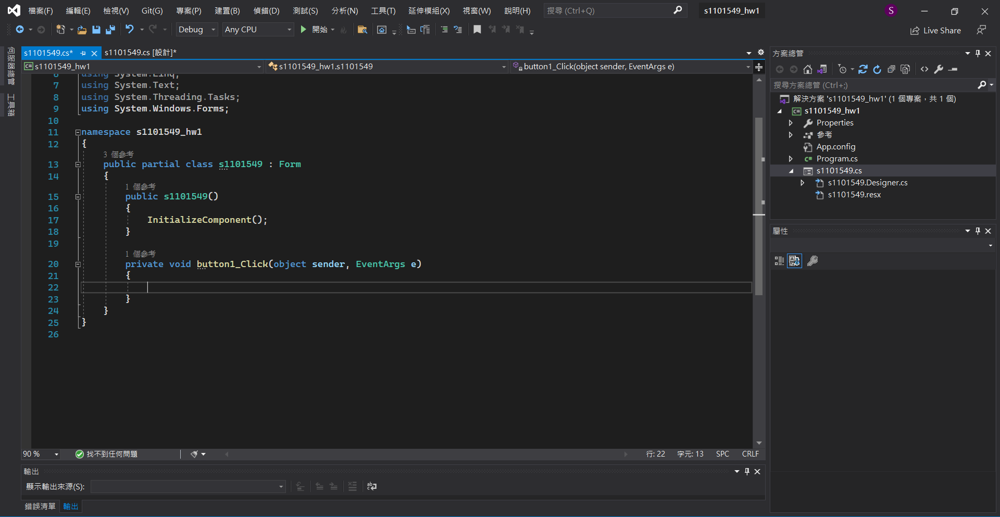 檔案(F) 編輯(E) 檢視(V) Git(G) 專案(P) 建置(B) 偵錯(D) 測試(S) 分析(N) 工具(T) 延伸模組(X) 視窗(W) 說明(H) 搜尋 (Ctrl+Q) s1101549_hw1 S
Debug Any CPU 開始 Live Share
伺服器總管
工具箱
s1101549.cs* s1101549.cs [設計]*
C# s1101549_hw1 s1101549_hw1.s1101549 button1_Click(object sender, EventArgs e)
6 using System.Linq;
7 using System.Text;
8 using System.Threading.Tasks;
9 using System.Windows.Forms;
10
11 namespace s1101549_hw1
12 {
3 個參考
13 public partial class s1101549 : Form
14 {
1 個參考
15 public s1101549()
16 {
17 InitializeComponent();
18 }
19
1 個參考
20 private void button1_Click(object sender, EventArgs e)
21 {
22
23 }
24 }
25 }
26
90 % 找不到任何問題 行: 22 字元: 13 SPC CRLF
輸出
顯示輸出來源(S):
錯誤清單 輸出
方案總管
搜尋方案總管 (Ctrl+;)
解決方案 's1101549_hw1' (1 個專案，共 1 個)
C# s1101549_hw1
Properties
參考
App.config
C# Program.cs
s1101549.cs
s1101549.Designer.cs
s1101549.resx
屬性